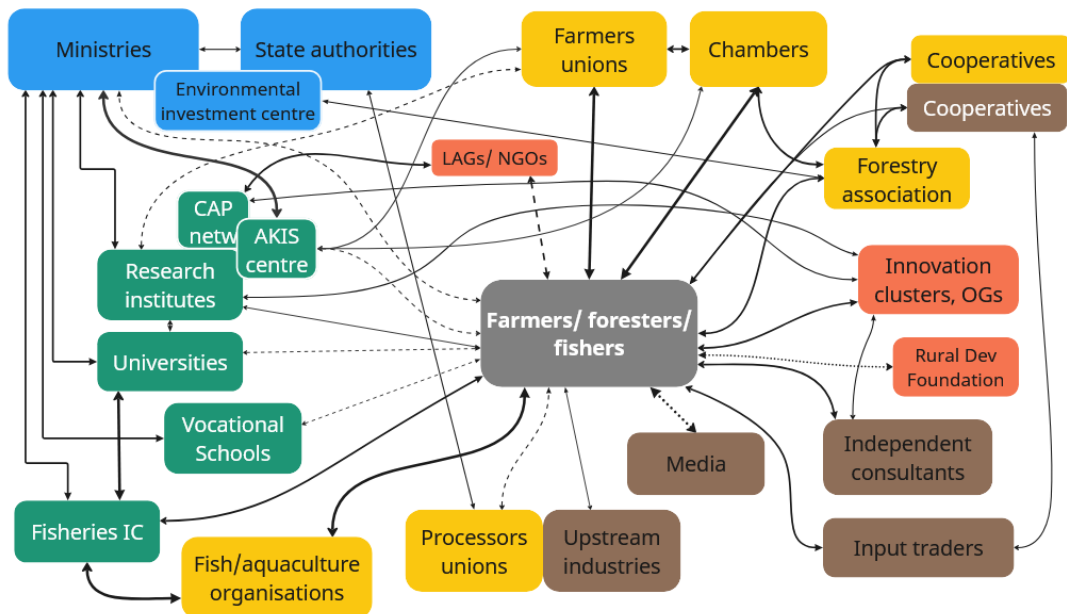 Ministries
State authorities
Environmental
investment centre
Farmers
unions
Chambers
Cooperatives
Cooperatives
LAGs/ NGOs
Forestry
association
CAP
netw
AKIS
centre
Research
institutes
Innovation
clusters, OGs
Farmers/ foresters/
fishers
Universities
Rural Dev
Foundation
Vocational
Schools
Media
Independent
consultants
Fisheries IC
Fish/aquaculture
organisations
Processors
unions
Upstream
industries
Input traders